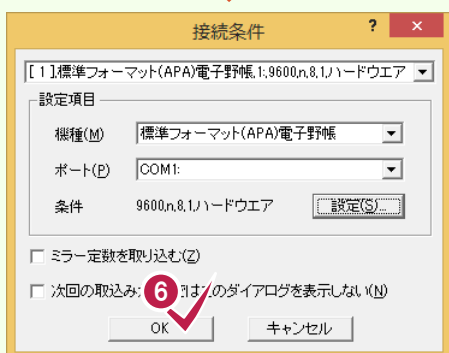 接続条件 ? ×
[ 1 ].標準フォーマット(APA)電子野帳,1:,9600,n,8,1,ハードウエア
設定項目
機種(M) 標準フォーマット(APA)電子野帳
ポート(P) COM1:
条件 9600,n,8,1,ハードウエア 設定(S)...
ミラー定数を取り込む(Z)
次回の取込み はこのダイアログを表示しない(N)
6
OK キャンセル